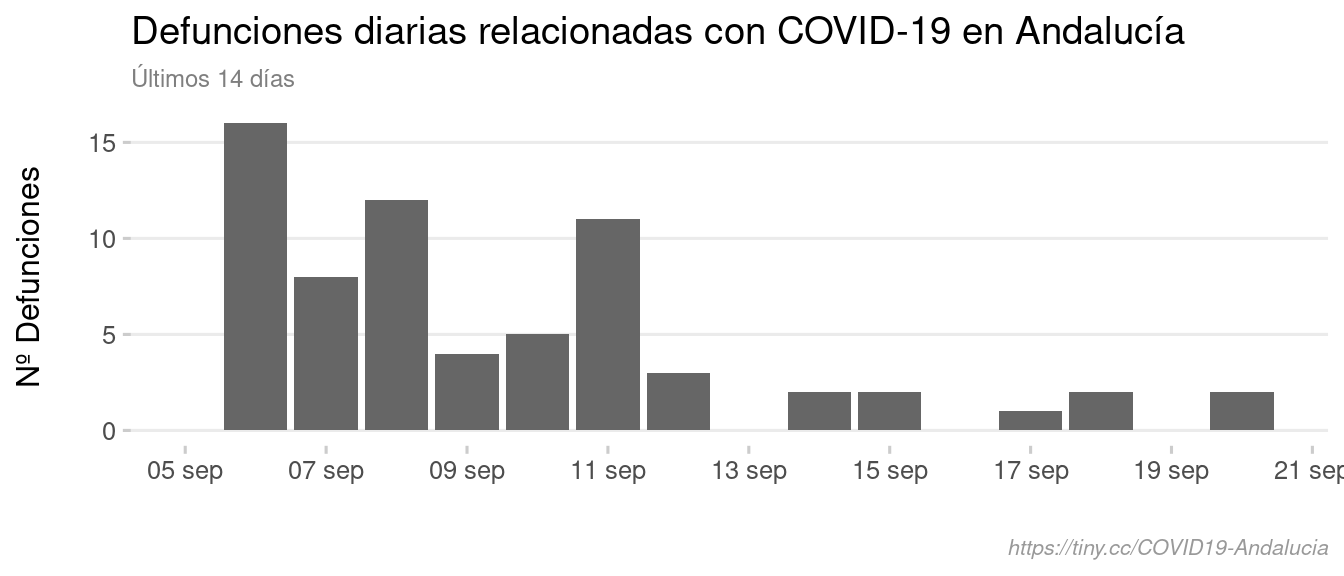 Defunciones diarias relacionadas con COVID-19 en Andalucía
Últimos 14 días
Nº Defunciones
15
10
5
0
05 sep 07 sep 09 sep 11 sep 13 sep 15 sep 17 sep 19 sep 21 sep
https://tiny.cc/COVID19-Andalucia